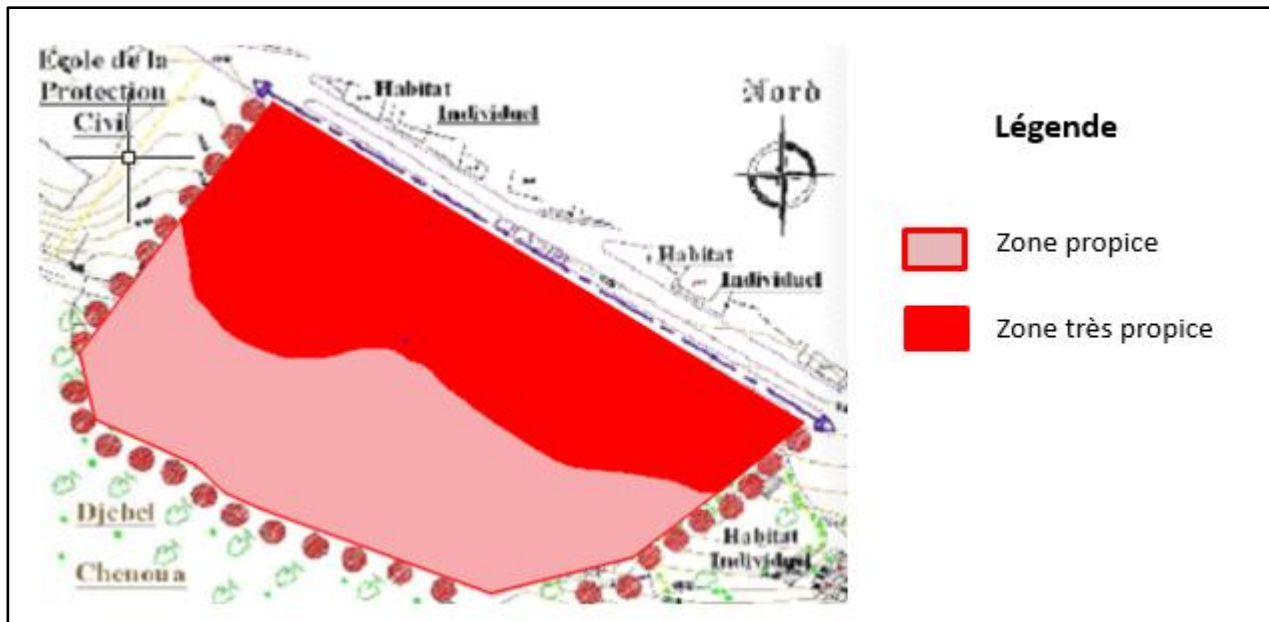 École de la
Protection
Civil
Habitat
Individuel
Norò
Habitat
Individuel
Djebel
Chenoua
Habitat
Individuel
Légende
Zone propice
Zone très propice